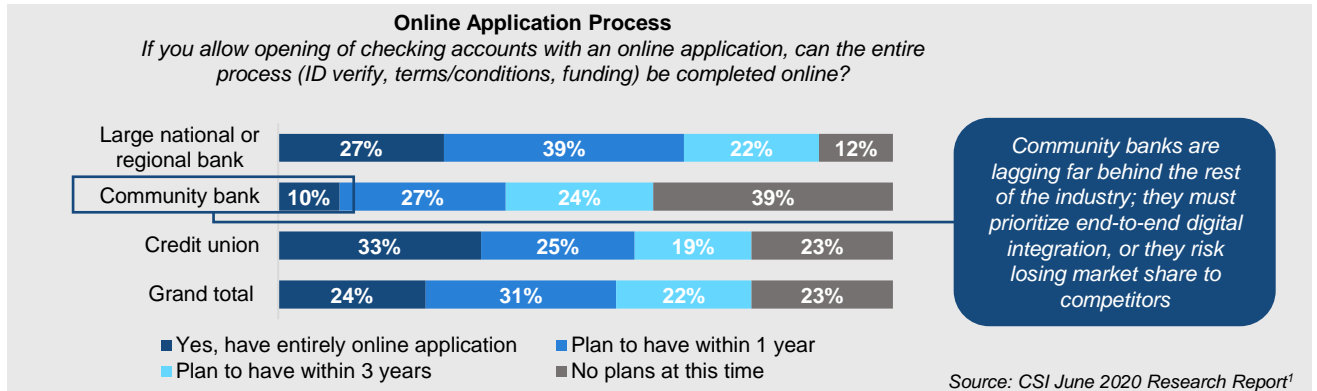 Online Application Process
If you allow opening of checking accounts with an online application, can the entire
process (ID verify, terms/conditions, funding) be completed online?
Large national or
regional bank
27% 39% 22% 12%
Community bank 10% 27% 24% 39%
Credit union 33% 25% 19% 23%
Grand total 24% 31% 22% 23%
Community banks are
lagging far behind the rest
of the industry; they must
prioritize end-to-end digital
integration, or they risk
losing market share to
competitors
Yes, have entirely online application Plan to have within 1 year
Plan to have within 3 years No plans at this time
Source: CSI June 2020 Research Report¹